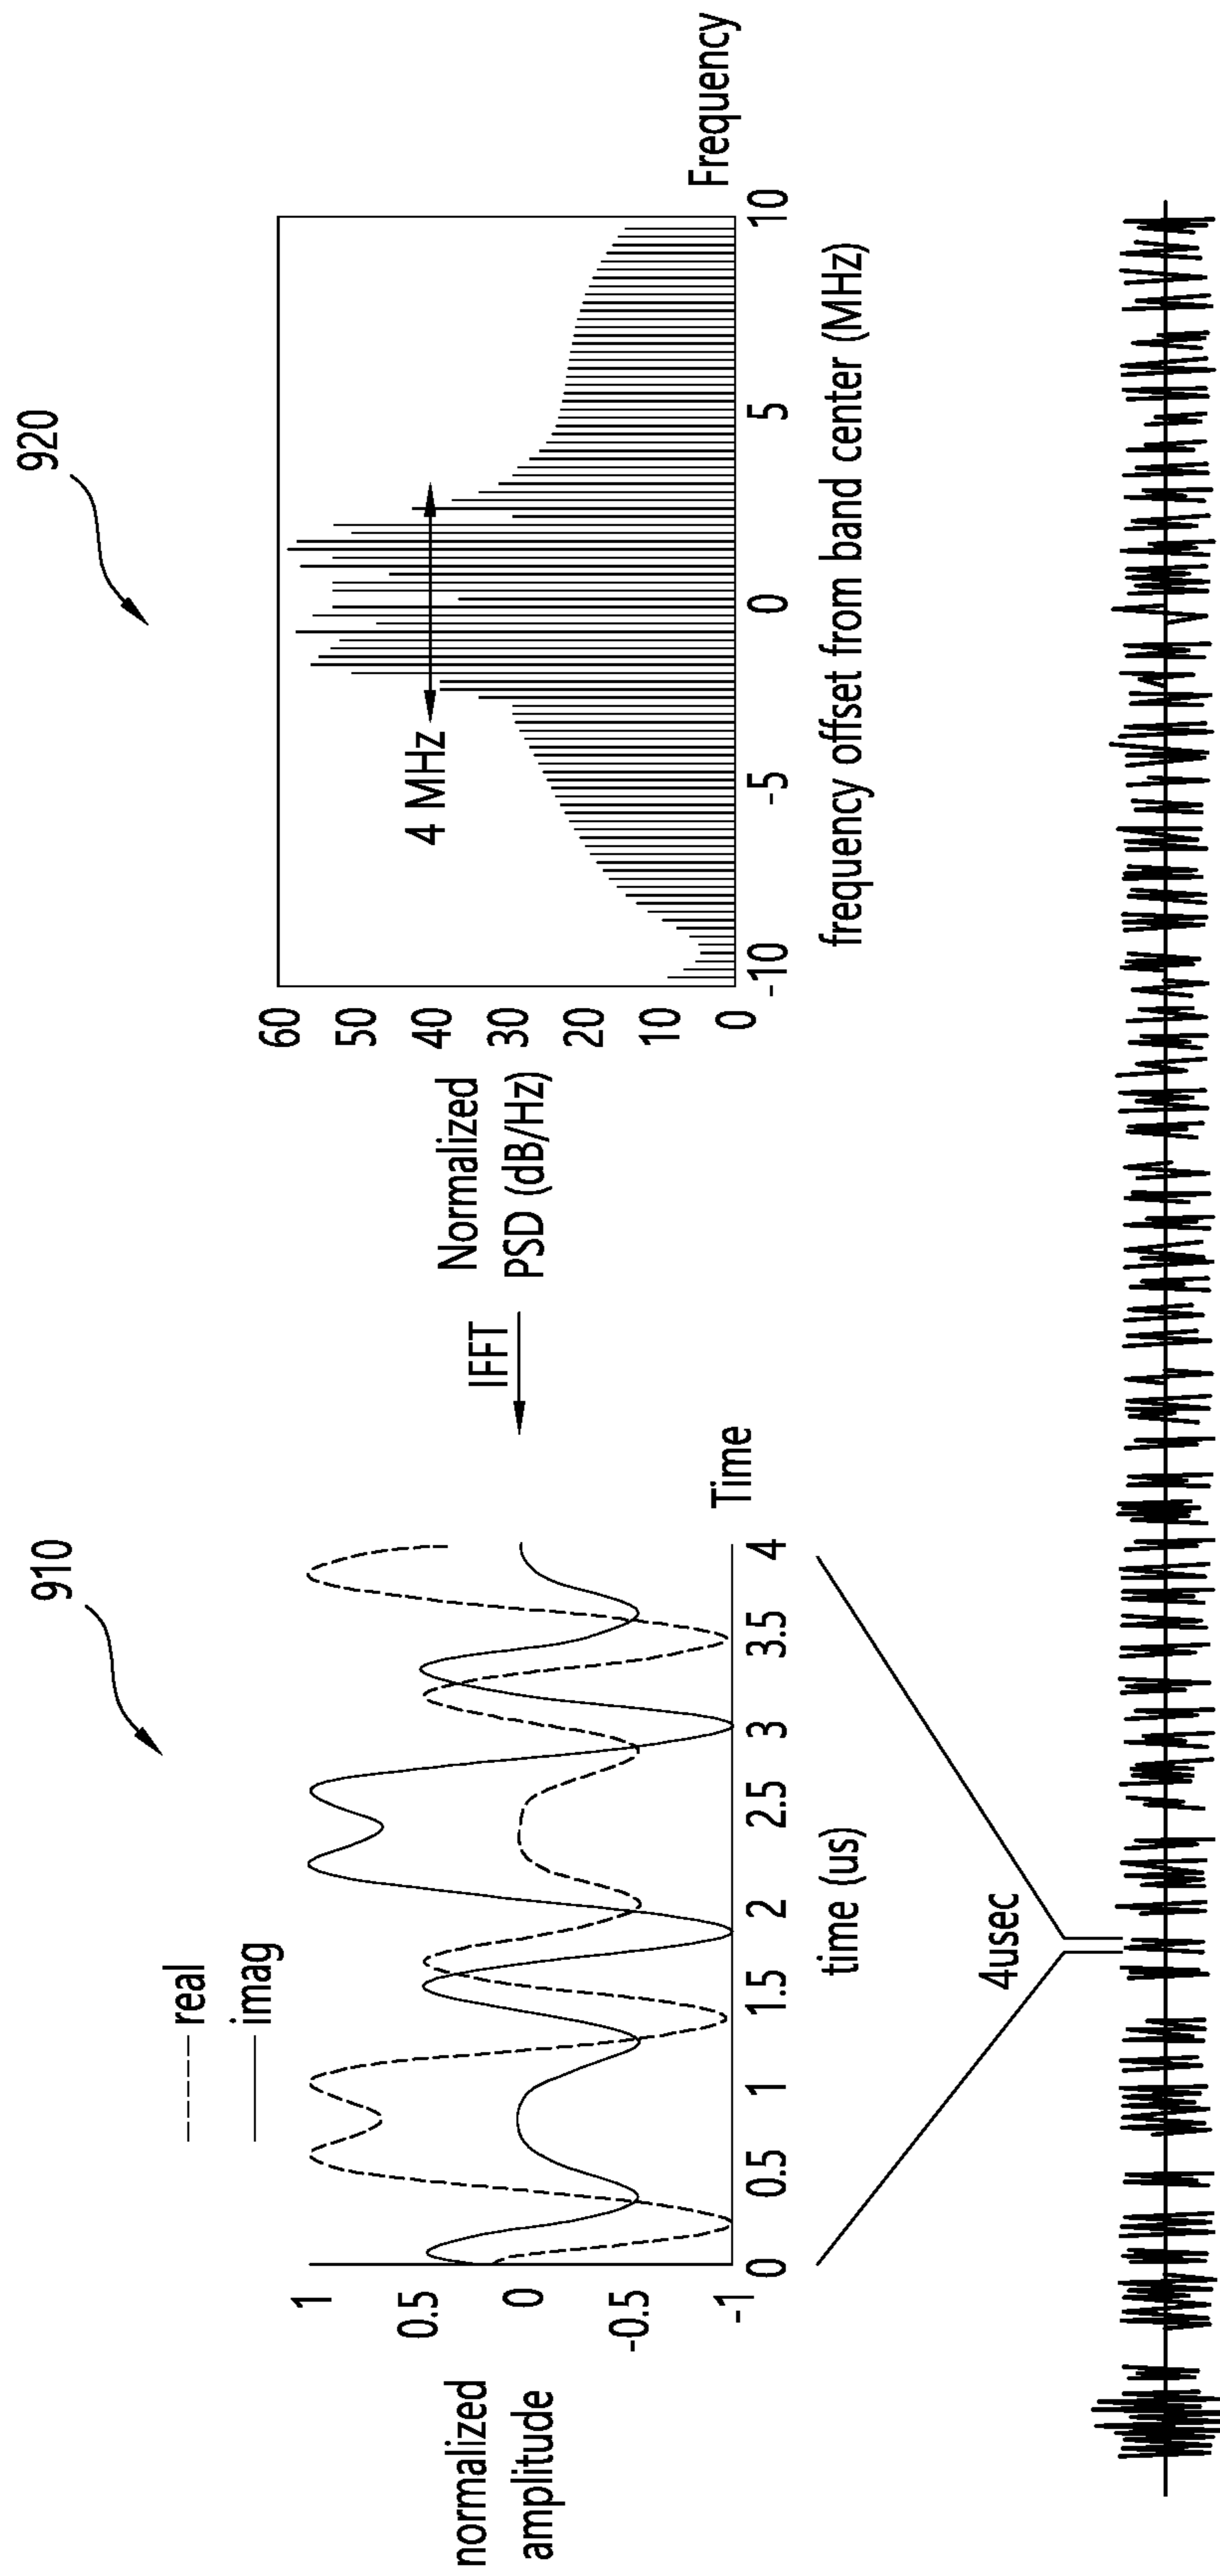 910
920
real
imag
normalized
amplitude
1
0.5
0
-0.5
-1
0
0.5
1
1.5
2
2.5
3
3.5
4
Time
time (us)
4usec
IFFT
Normalized
PSD (dB/Hz)
60
50
40
30
20
10
0
4 MHz
-10
-5
0
5
10
Frequency
frequency offset from band center (MHz)